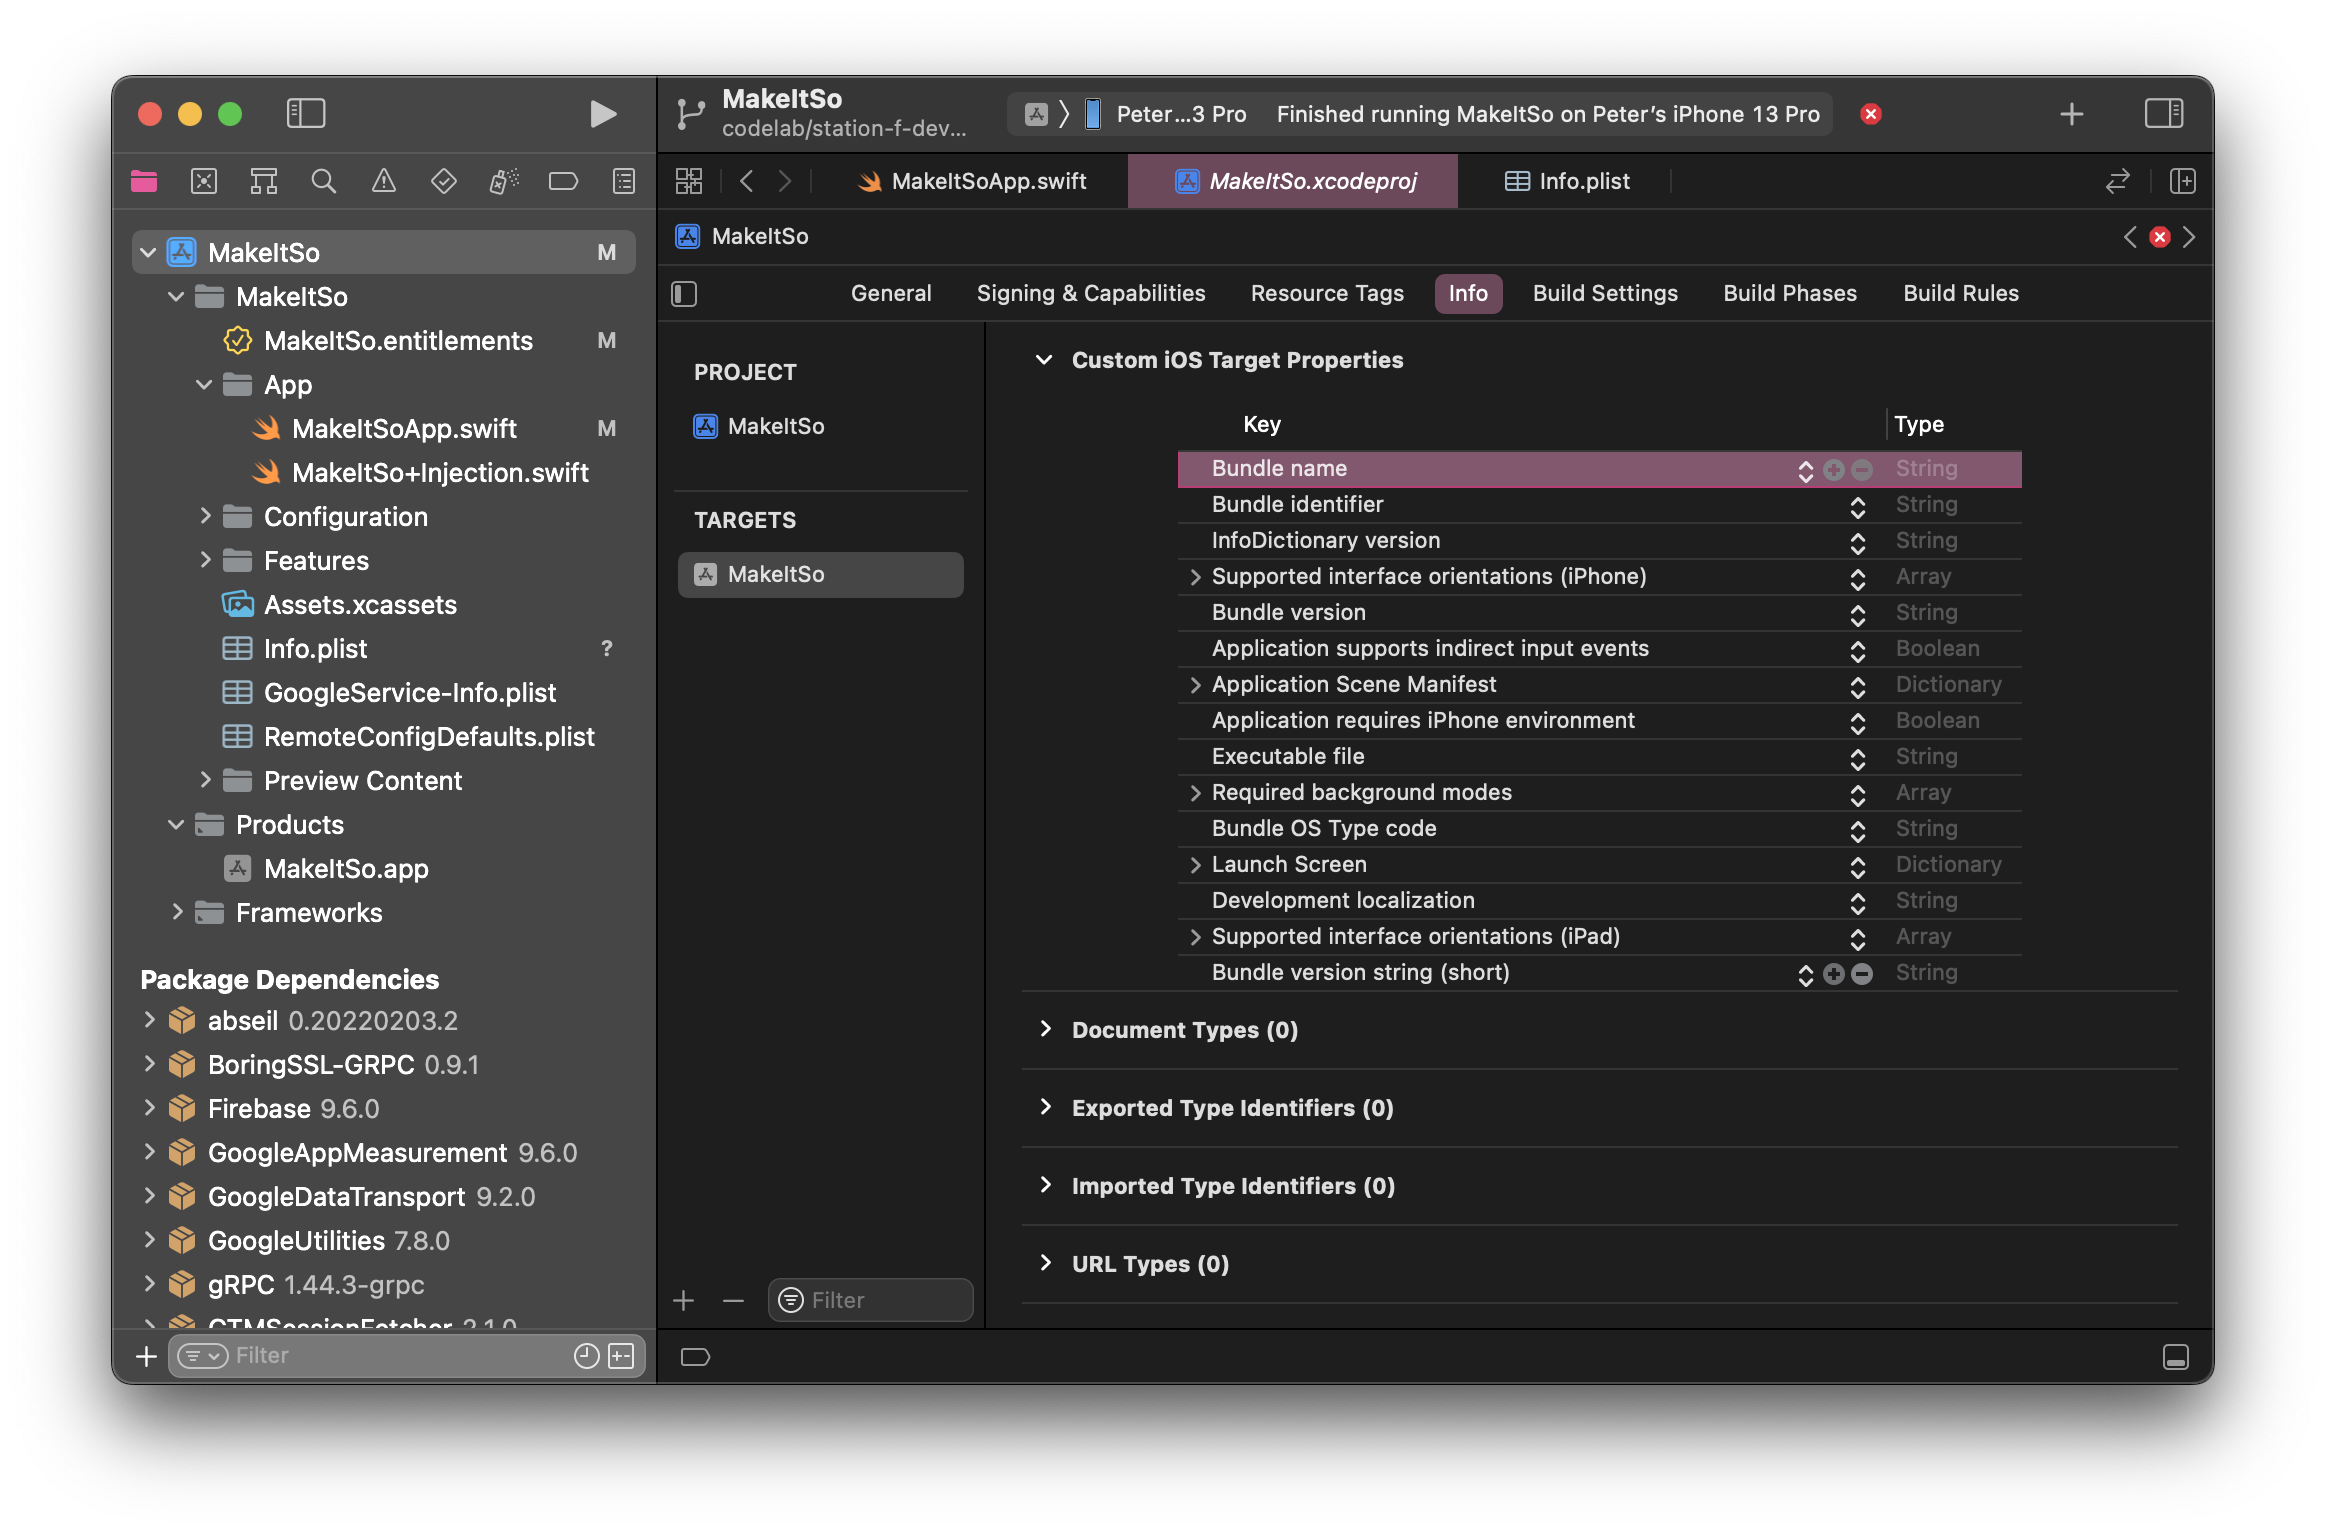 MakeItSo
codelab/station-f-dev...
Peter...3 Pro
Finished running MakeItSo on Peter's iPhone 13 Pro
MakeItSoApp.swift
MakeItSo.xcodeproj
Info.plist
MakeItSo
General
Signing & Capabilities
Resource Tags
Info
Build Settings
Build Phases
Build Rules
MakeItSo M
MakeItSo
MakeItSo.entitlements M
App
MakeItSoApp.swift M
MakeItSo+Injection.swift
Configuration
Features
Assets.xcassets
Info.plist ?
GoogleService-Info.plist
RemoteConfigDefaults.plist
Preview Content
Products
MakeItSo.app
Frameworks
Package Dependencies
abseil 0.20220203.2
BoringSSL-GRPC 0.9.1
Firebase 9.6.0
GoogleAppMeasurement 9.6.0
GoogleDataTransport 9.2.0
GoogleUtilities 7.8.0
gRPC 1.44.3-grpc
GTMSessionFetcher 2.1.0
Filter
PROJECT
MakeItSo
TARGETS
MakeItSo
Filter
Custom iOS Target Properties
Key Type
Bundle name String
Bundle identifier String
InfoDictionary version String
Supported interface orientations (iPhone) Array
Bundle version String
Application supports indirect input events Boolean
Application Scene Manifest Dictionary
Application requires iPhone environment Boolean
Executable file String
Required background modes Array
Bundle OS Type code String
Launch Screen Dictionary
Development localization String
Supported interface orientations (iPad) Array
Bundle version string (short) String
Document Types (0)
Exported Type Identifiers (0)
Imported Type Identifiers (0)
URL Types (0)